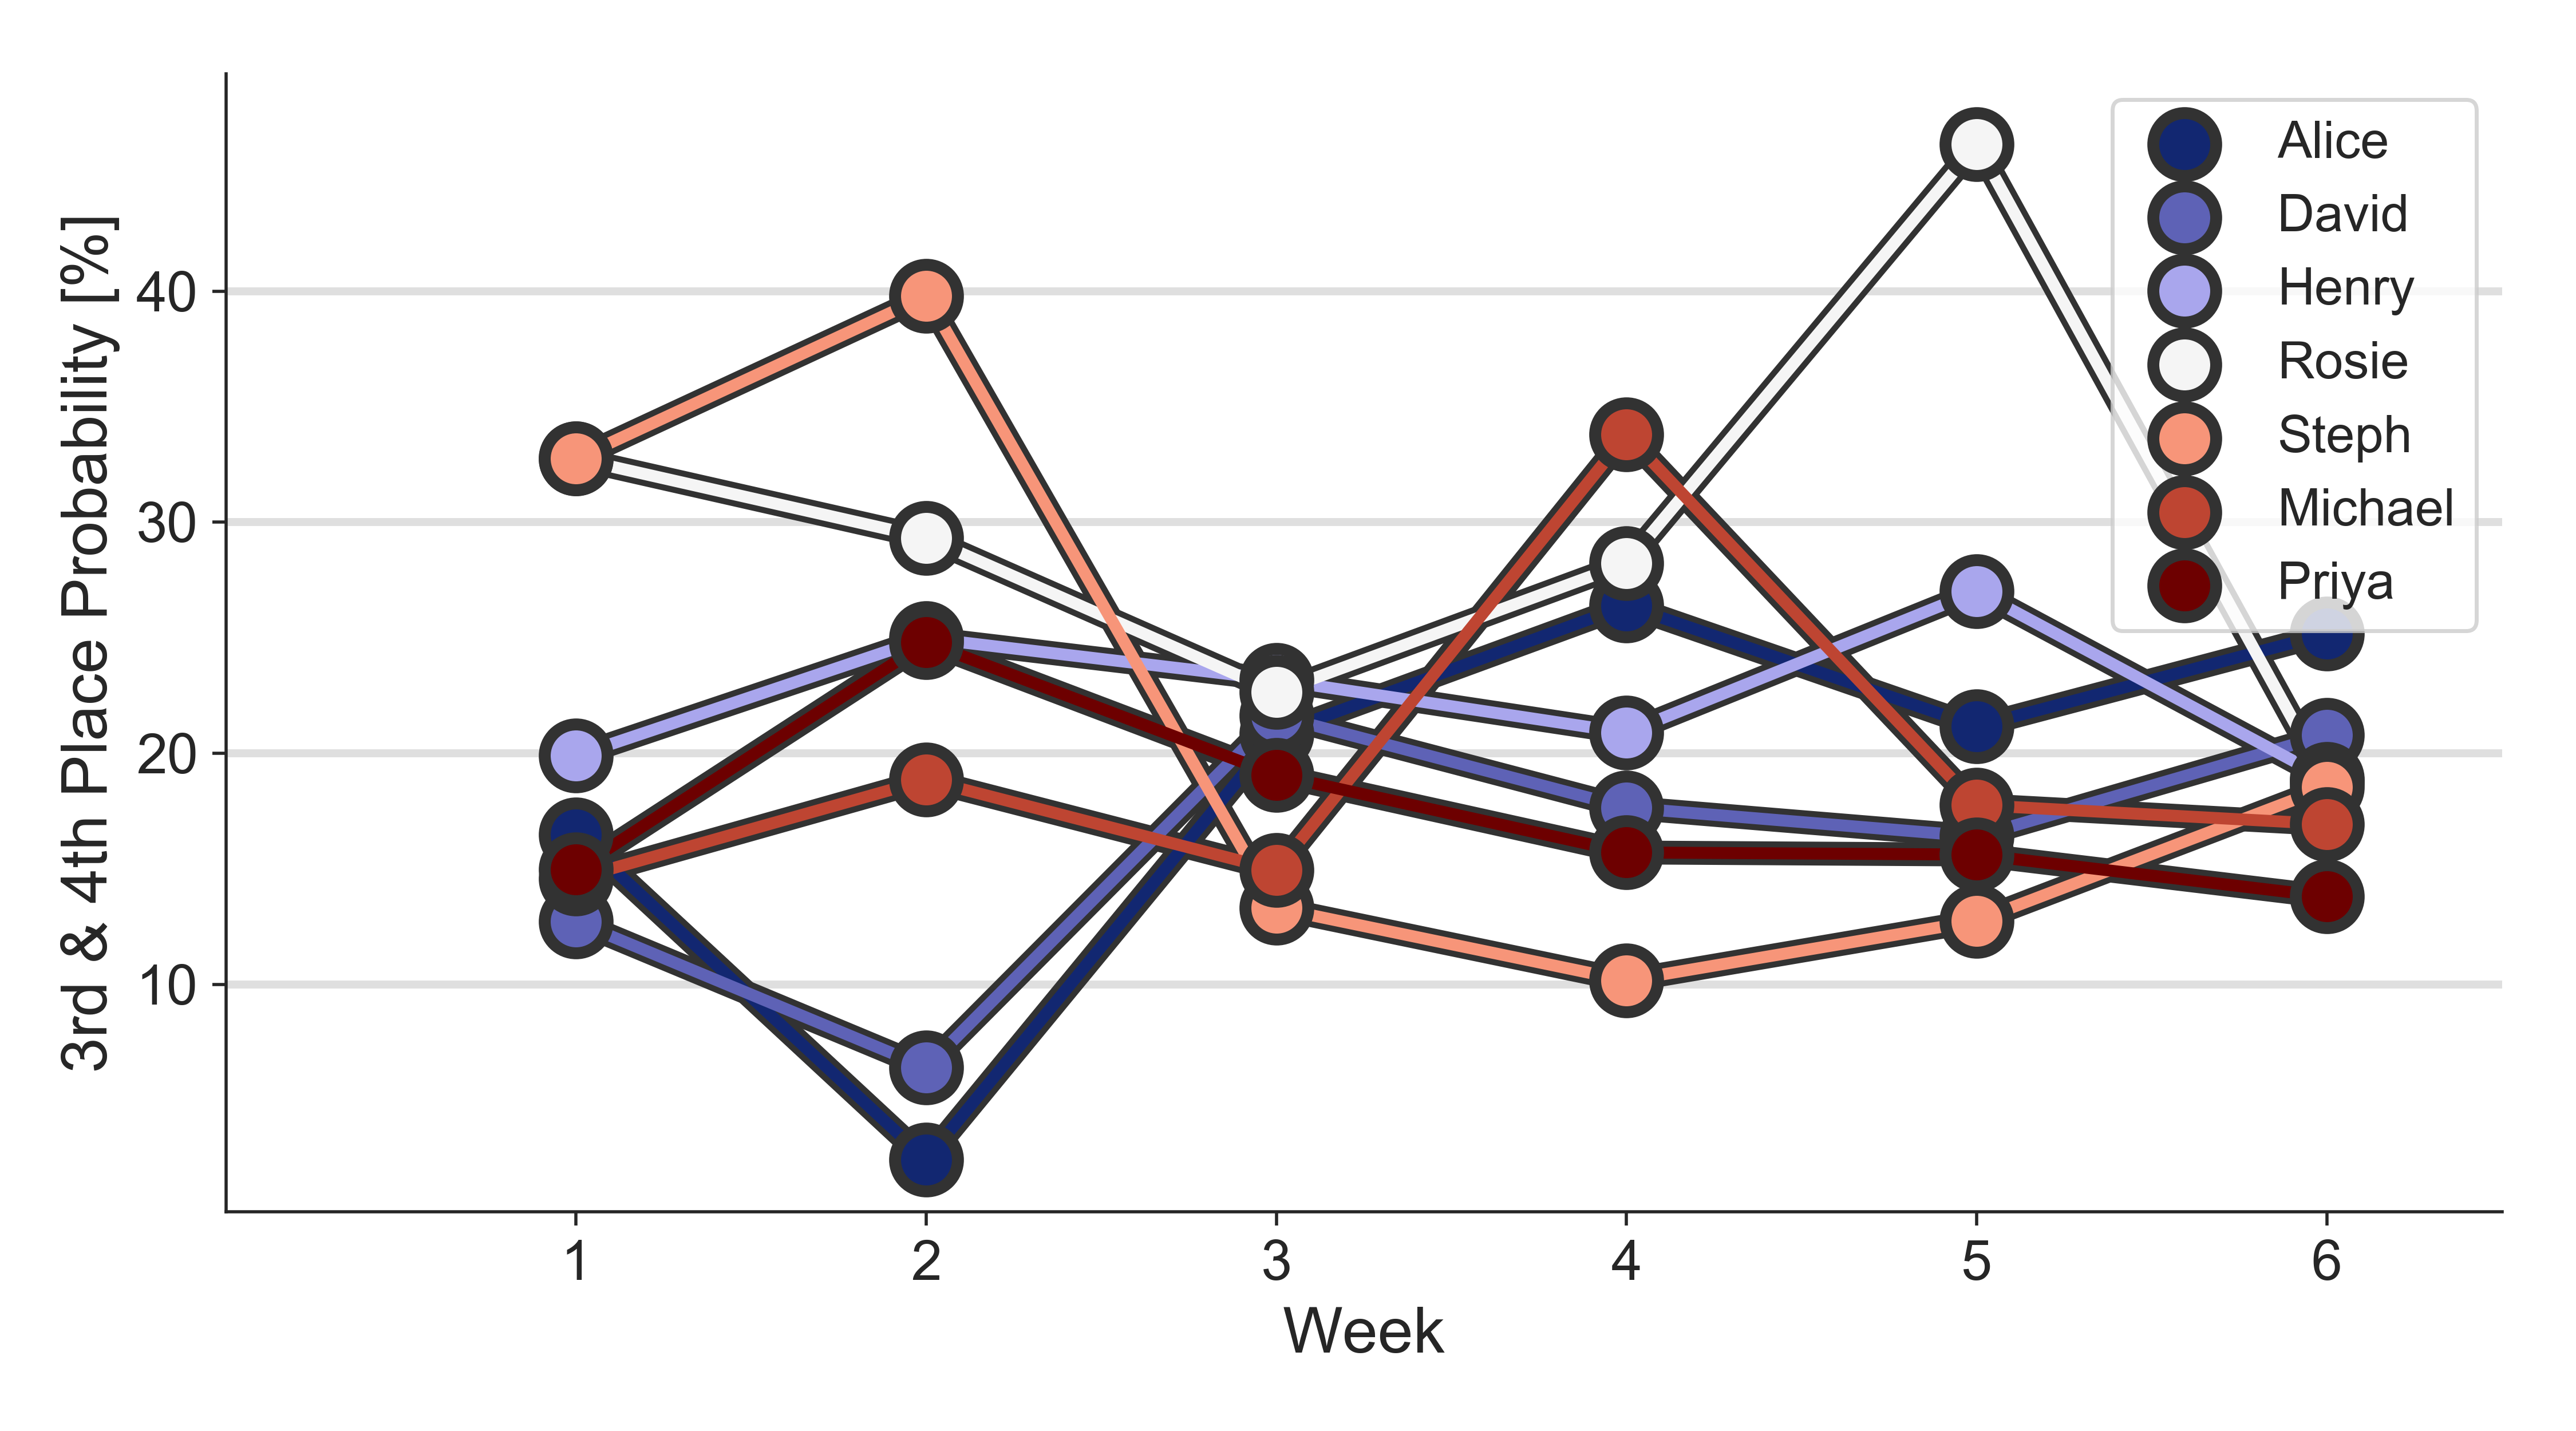 3rd & 4th Place Probability [%]
40
30
20
10
1 2 3 4 5 6
Week
Alice
David
Henry
Rosie
Steph
Michael
Priya